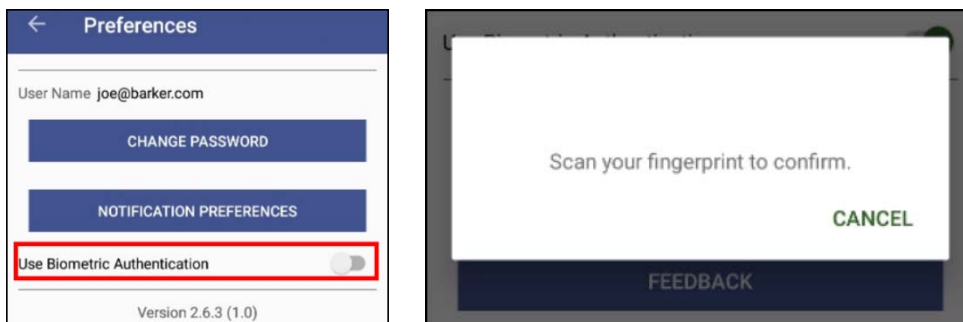 Preferences
User Name joe@barker.com
CHANGE PASSWORD
NOTIFICATION PREFERENCES
Use Biometric Authentication
Version 2.6.3 (1.0)
Scan your fingerprint to confirm.
CANCEL
FEEDBACK